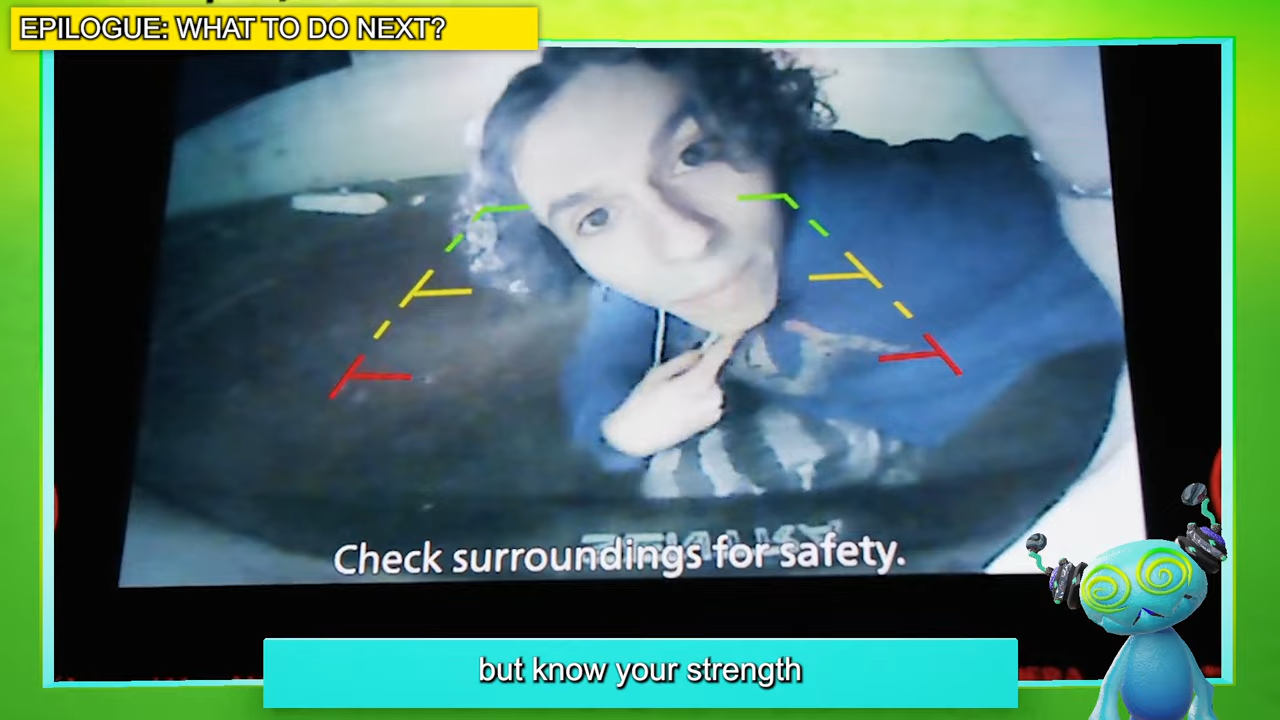 EPILOGUE: WHAT TO DO NEXT?
Check surroundings for safety.
but know your strength